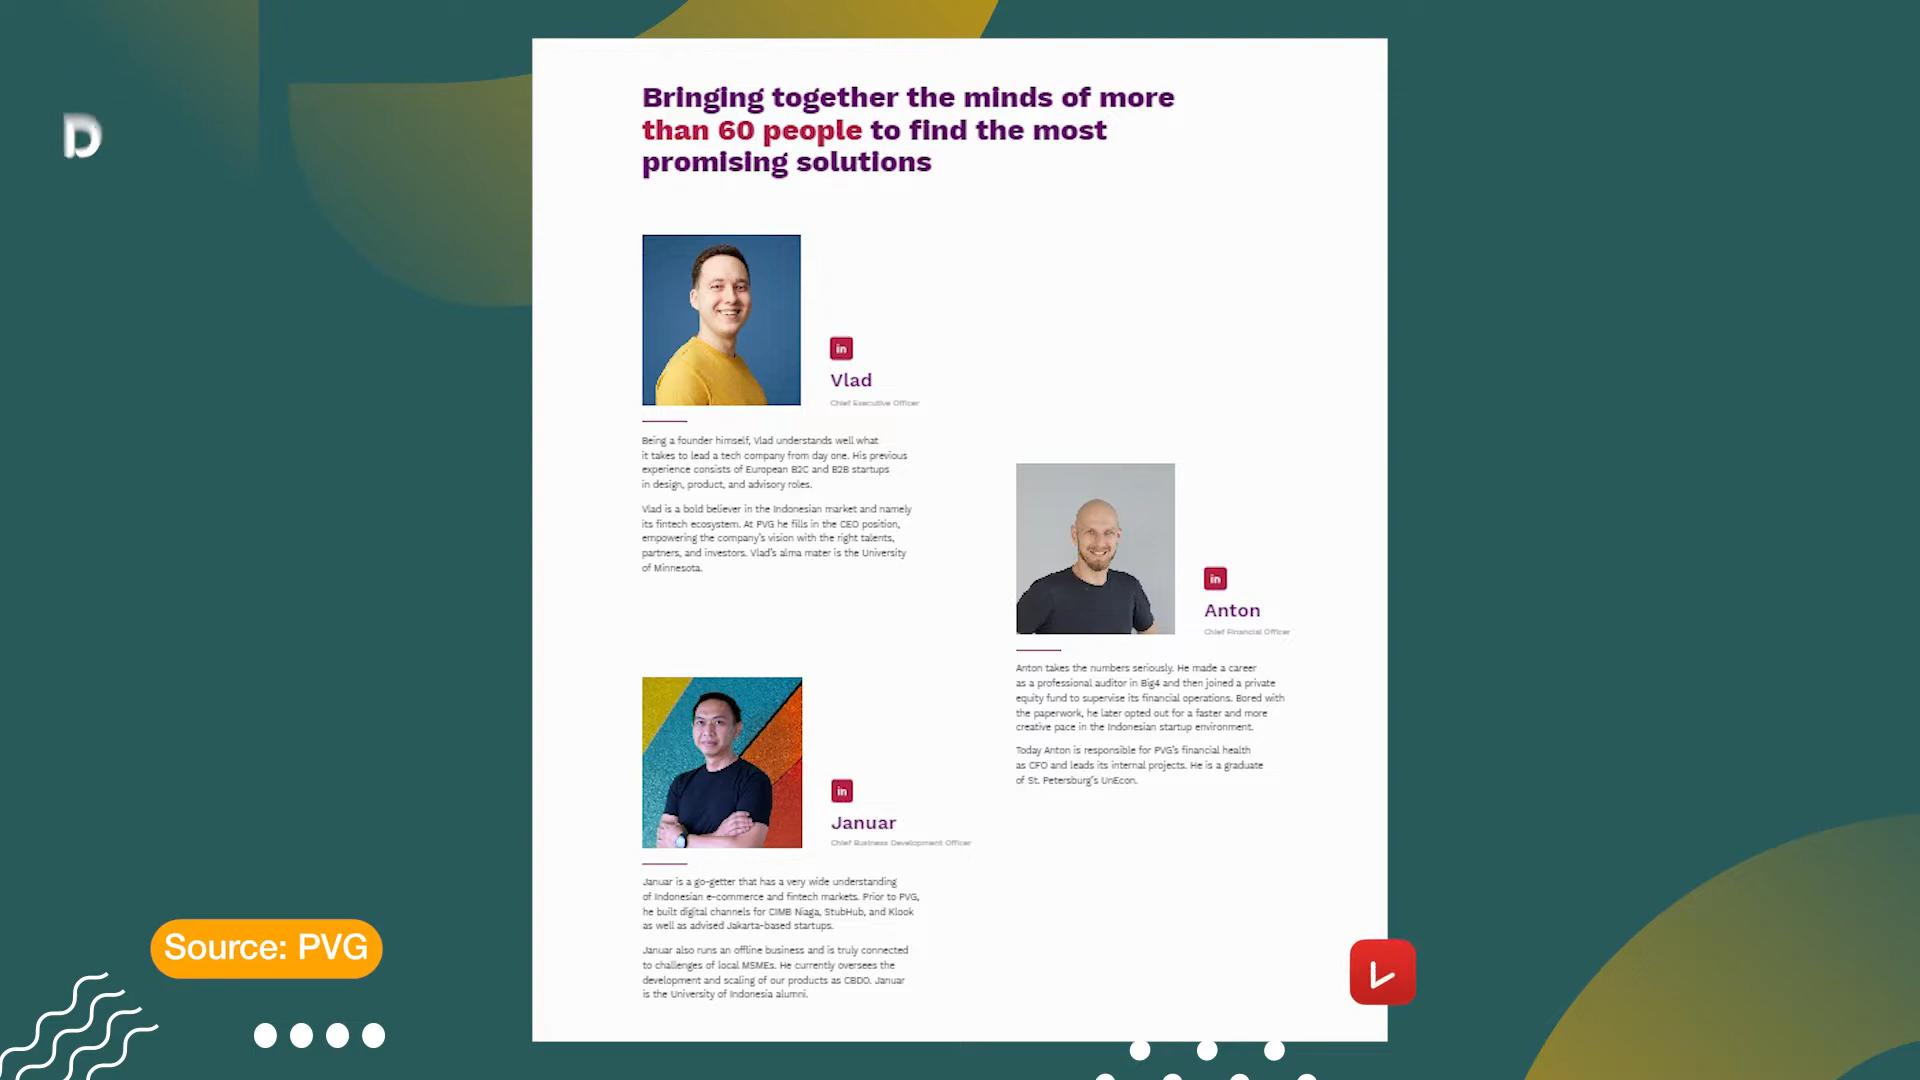 Bringing together the minds of more
than 60 people to find the most
promising solutions
D
in
Vlad
Chief Executive Officer
Being a founder himself, Vlad understands well what
it takes to lead a tech company from day one. His previous
experience consists of European B2C and B2B startups
in design, product, and advisory roles.
Vlad is a bold believer in the Indonesian market and namely
its fintech ecosystem. At PVG he fills in the CEO position,
empowering the company's vision with the right talents,
partners, and investors. Vlad's alma mater is the University
of Minnesota.
in
Anton
Chief Financial Officer
Anton takes the numbers seriously. He made a career
as a professional auditor in Big4 and then joined a private
equity fund to supervise its financial operations. Bored with
the paperwork, he later opted out for a faster and more
creative pace in the Indonesian startup environment.
Today Anton is responsible for PVG's financial health
as CFO and leads its internal projects. He is a graduate
of St. Petersburg's UnEcon.
in
Januar
Chief Business Development Officer
Januar is a go-getter that has a very wide understanding
of Indonesian e-commerce and fintech markets. Prior to PVG,
he built digital channels for CIMB Niaga, StubHub, and Klook
as well as advised Jakarta-based startups.
Januar also runs an offline business and is truly connected
to challenges of local MSMEs. He currently oversees the
development and scaling of our products as CBDO. Januar
is the University of Indonesia alumni.
Source: PVG